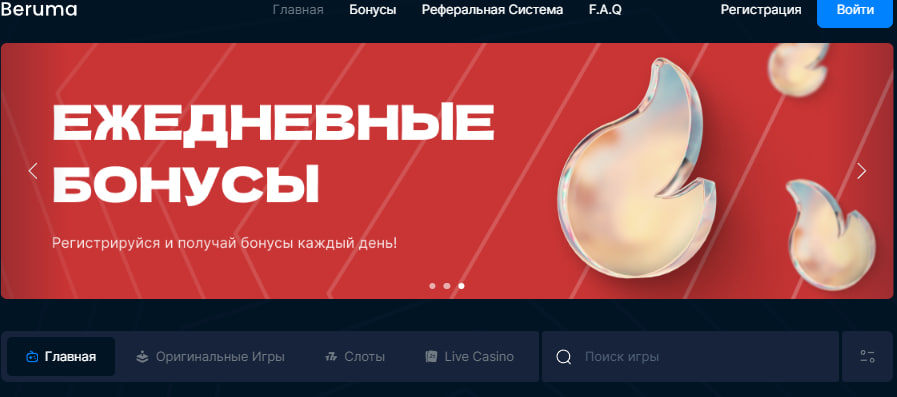 Beruma
Главная Бонусы Реферальная Система F.A.Q Регистрация Войти
ЕЖЕДНЕВНЫЕ
БОНУСЫ
Регистрируйся и получай бонусы каждый день!
Главная Оригинальные Игры Слоты Live Casino Поиск игры